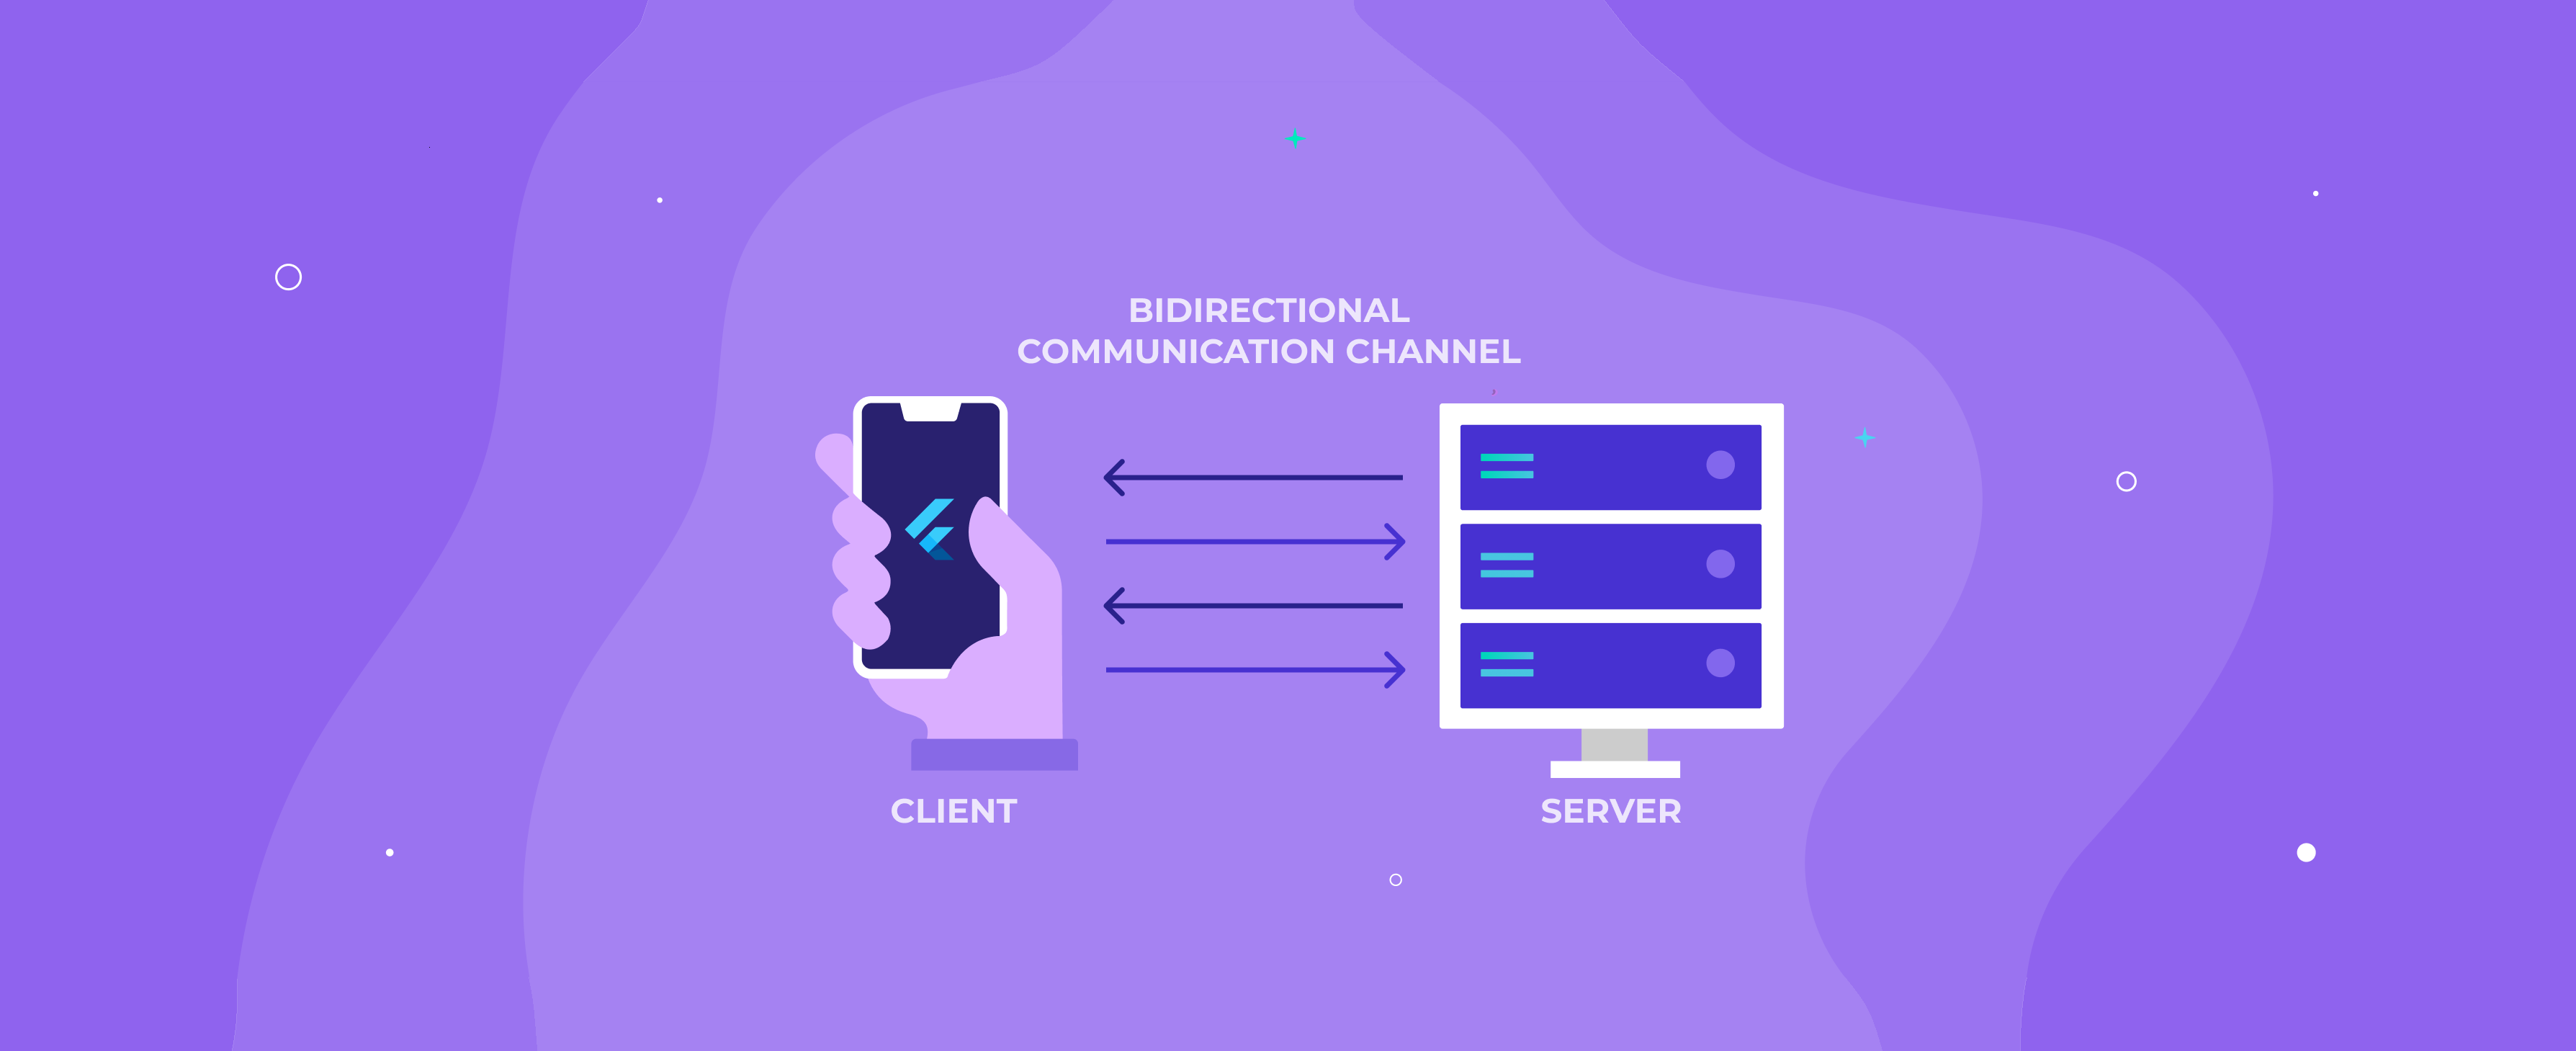 BIDIRECTIONAL
COMMUNICATION CHANNEL
CLIENT
SERVER